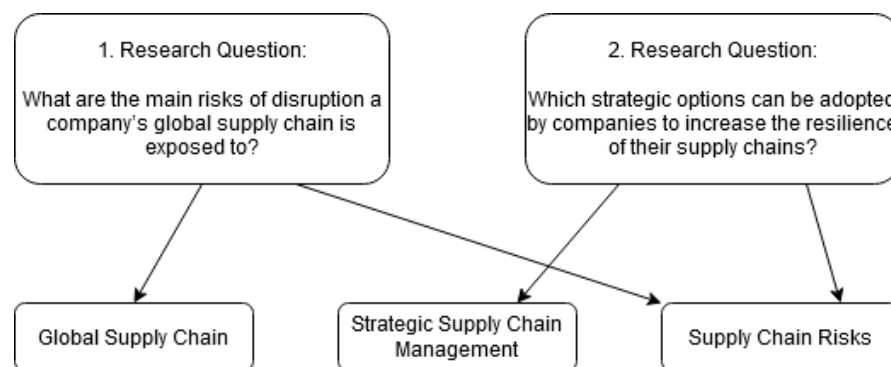 1. Research Question:
What are the main risks of disruption a
company's global supply chain is
exposed to?
2. Research Question:
Which strategic options can be adopted
by companies to increase the resilience
of their supply chains?
Global Supply Chain
Strategic Supply Chain
Management
Supply Chain Risks